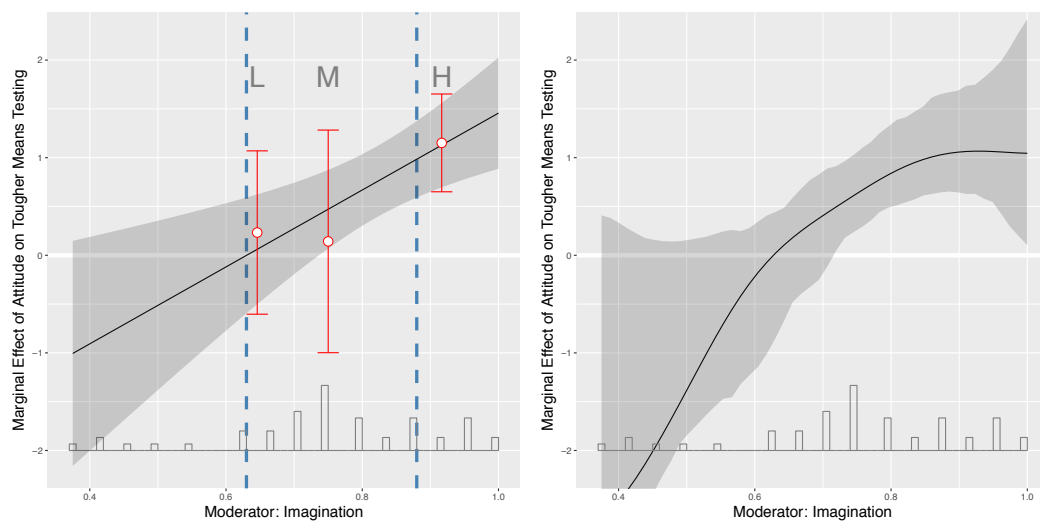 Marginal Effect of Attitude on Tougher Means Testing
2
1
0
−1
−2
L
M
H
0.4
0.6
0.8
1.0
Moderator: Imagination
Marginal Effect of Attitude on Tougher Means Testing
2
1
0
−1
−2
0.4
0.6
0.8
1.0
Moderator: Imagination